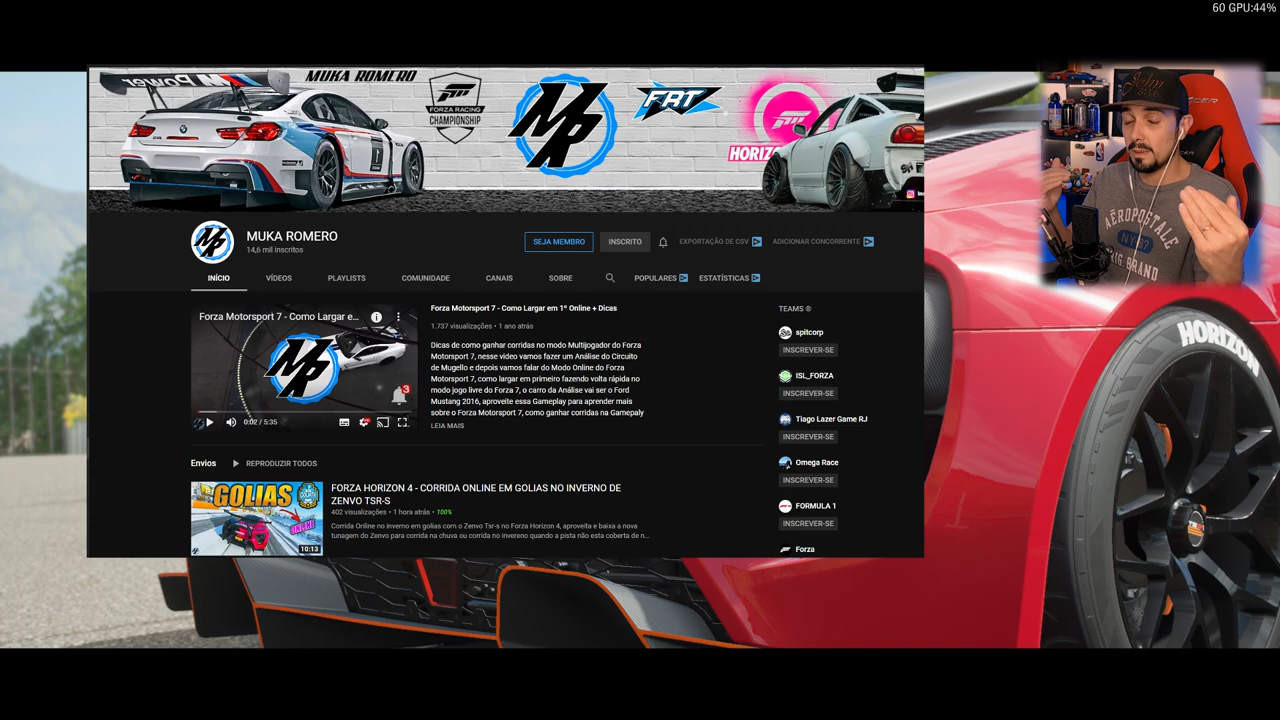 60 GPU:44%
M Power
MUKA ROMERO
FORZA RACING
CHAMPIONSHIP
MR
FRT
HORIZ
MUKA ROMERO
14,6 mil inscritos
SEJA MEMBRO
INSCRITO
EXPORTAÇÃO DE CSV
ADICIONAR CONCORRENTE
INÍCIO
VÍDEOS
PLAYLISTS
COMUNIDADE
CANAIS
SOBRE
POPULARES
ESTATÍSTICAS
Forza Motorsport 7 - Como Largar e...
3
0:02 / 5:35
Forza Motorsport 7 - Como Largar em 1º Online + Dicas
1.737 visualizações • 1 ano atrás
Dicas de como ganhar corridas no modo Multijogador do Forza
Motorsport 7, nesse video vamos fazer um Análise do Circuito
de Mugello e depois vamos falar do Modo Online do Forza
Motorsport 7, como largar em primeiro fazendo volta rápida no
modo jogo livre do Forza 7, o carro da Análise vai ser o Ford
Mustang 2016, aproveite essa Gameplay para aprender mais
sobre o Forza Motorsport 7, como ganhar corridas na Gamepaly
LEIA MAIS
TEAMS ®
spitcorp
INSCREVER-SE
ISL_FORZA
INSCREVER-SE
Tiago Lazer Game RJ
INSCREVER-SE
Omega Race
INSCREVER-SE
FORMULA 1
INSCREVER-SE
Forza
Envios
REPRODUZIR TODOS
GOLIAS
ONLINE
10:13
FORZA HORIZON 4 - CORRIDA ONLINE EM GOLIAS NO INVERNO DE
ZENVO TSR-S
402 visualizações • 1 hora atrás • 100%
Corrida Online no inverno em golias com o Zenvo Tsr-s no Forza Horizon 4, aproveita e baixa a nova
tunagem do Zenvo para corrida na chuva ou corrida no invereno quando a pista não esta coberta de n...
AÉROPOSTALE
NY 87
BRAND
HORIZON